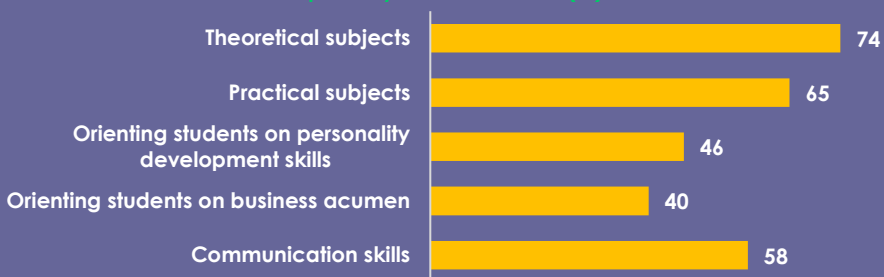 Theoretical subjects 74
Practical subjects 65
Orienting students on personality
development skills 46
Orienting students on business acumen 40
Communication skills 58